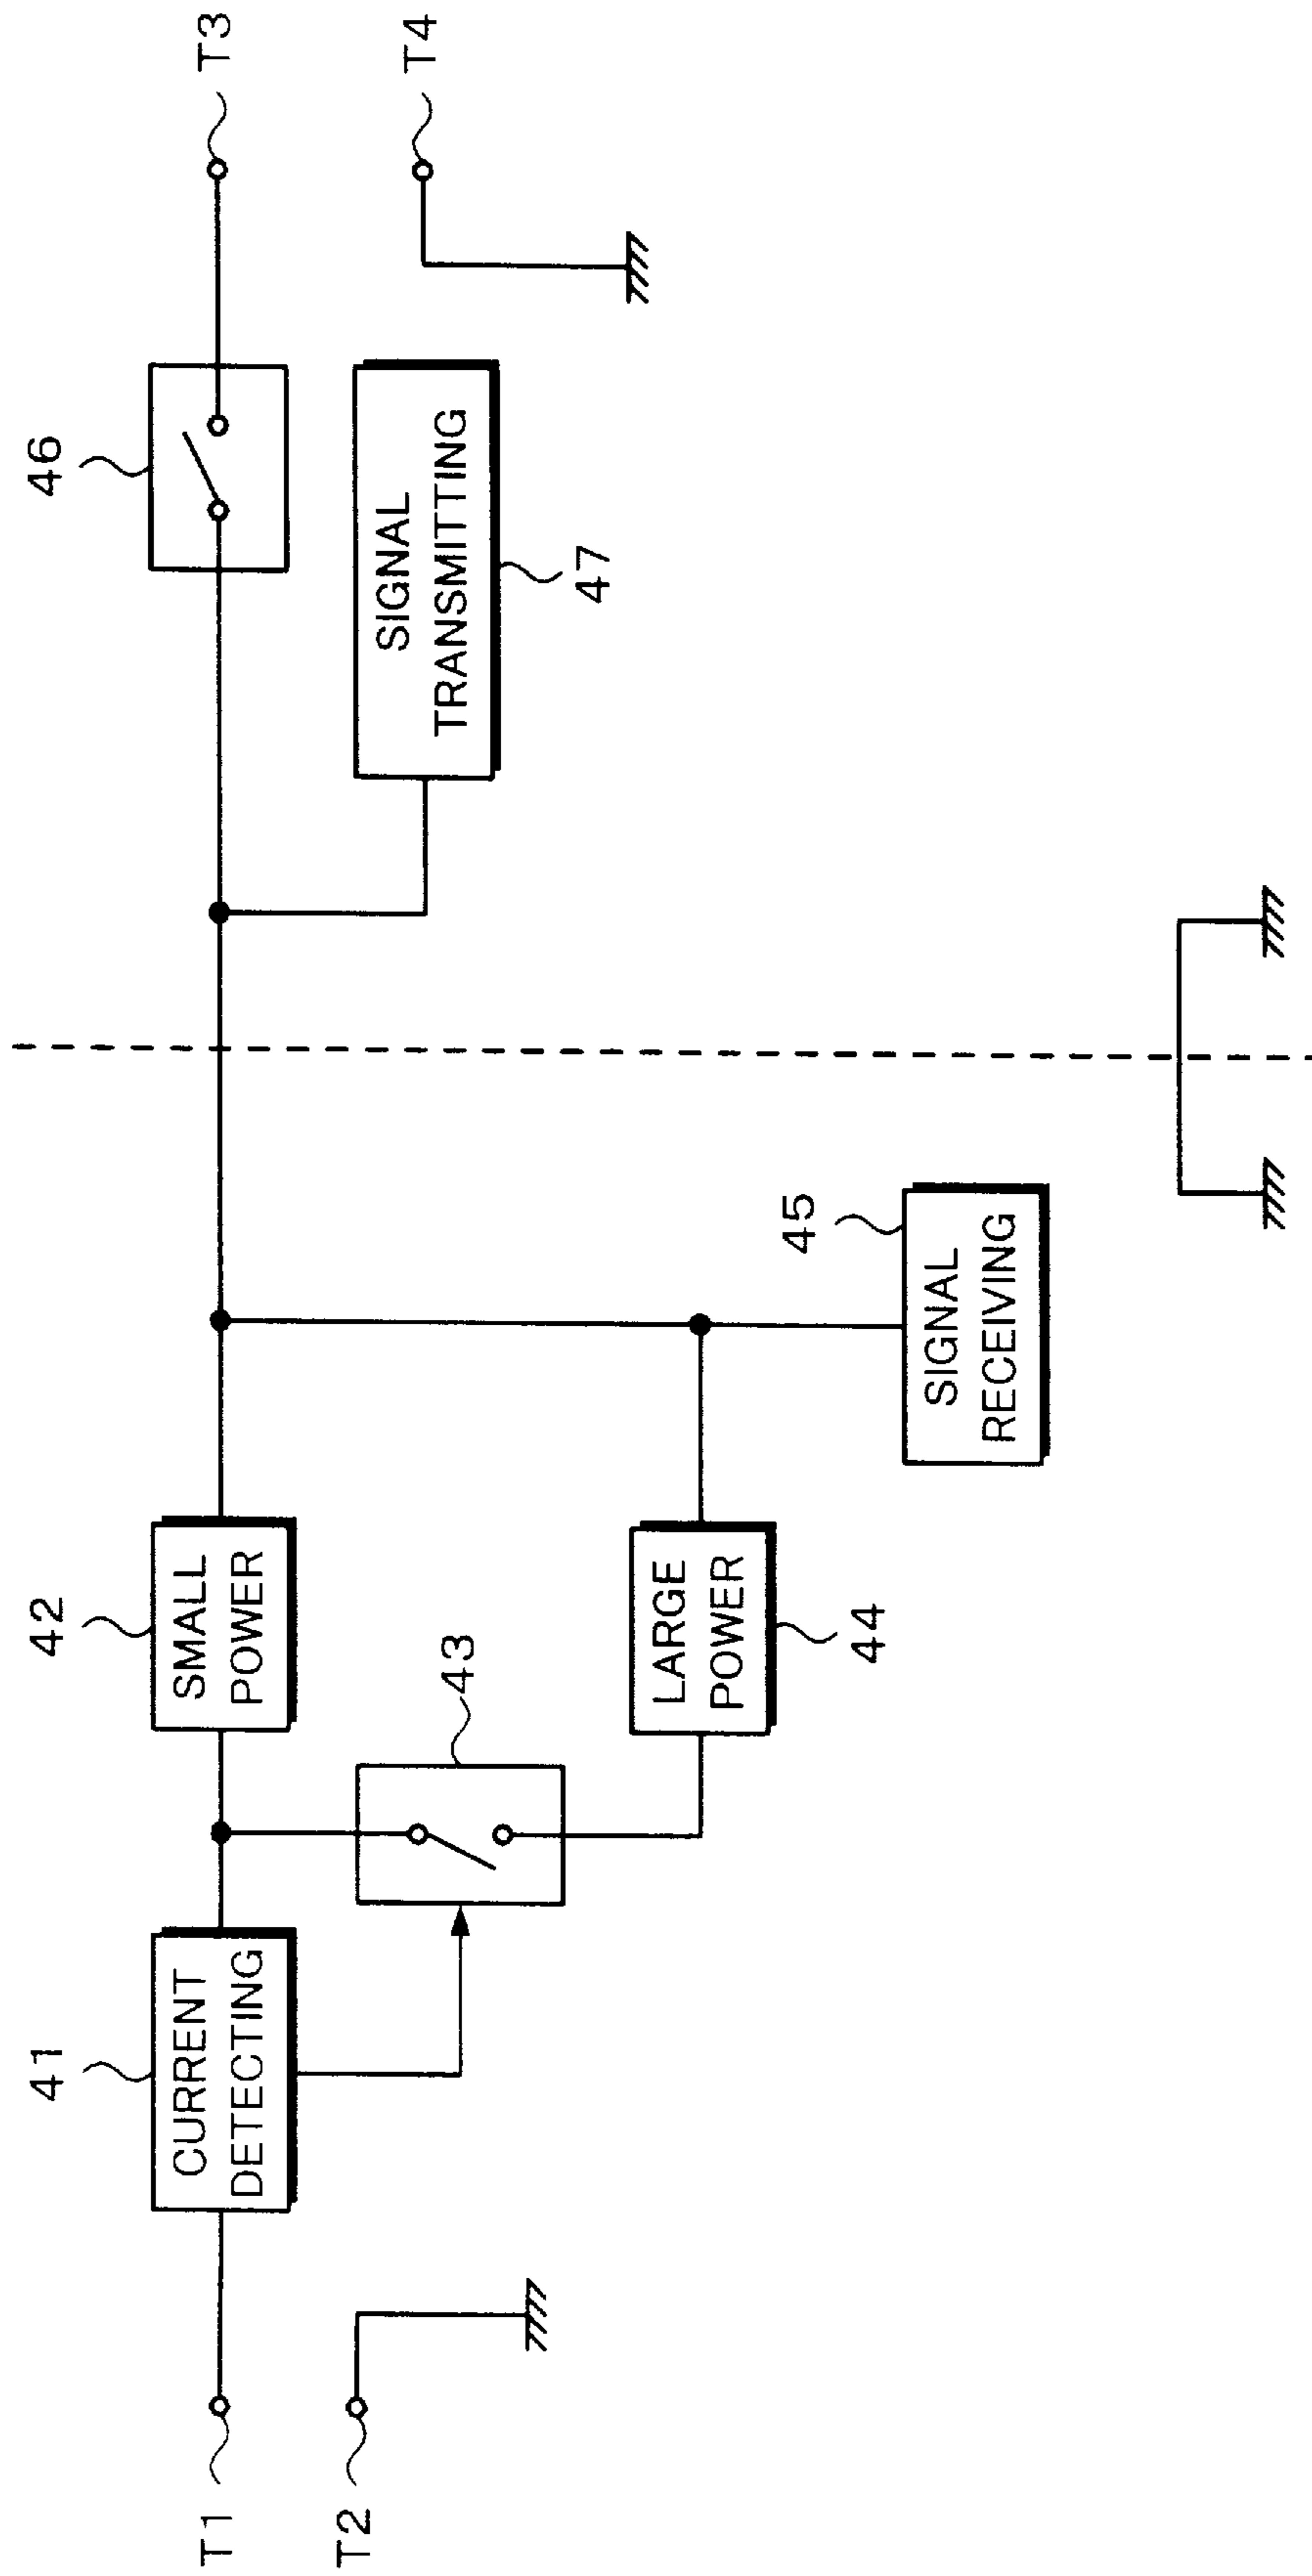 41
42
46
T1
CURRENT
DETECTING
SMALL
POWER
T3
T2
43
SIGNAL
TRANSMITTING
T4
47
LARGE
POWER
44
45
SIGNAL
RECEIVING